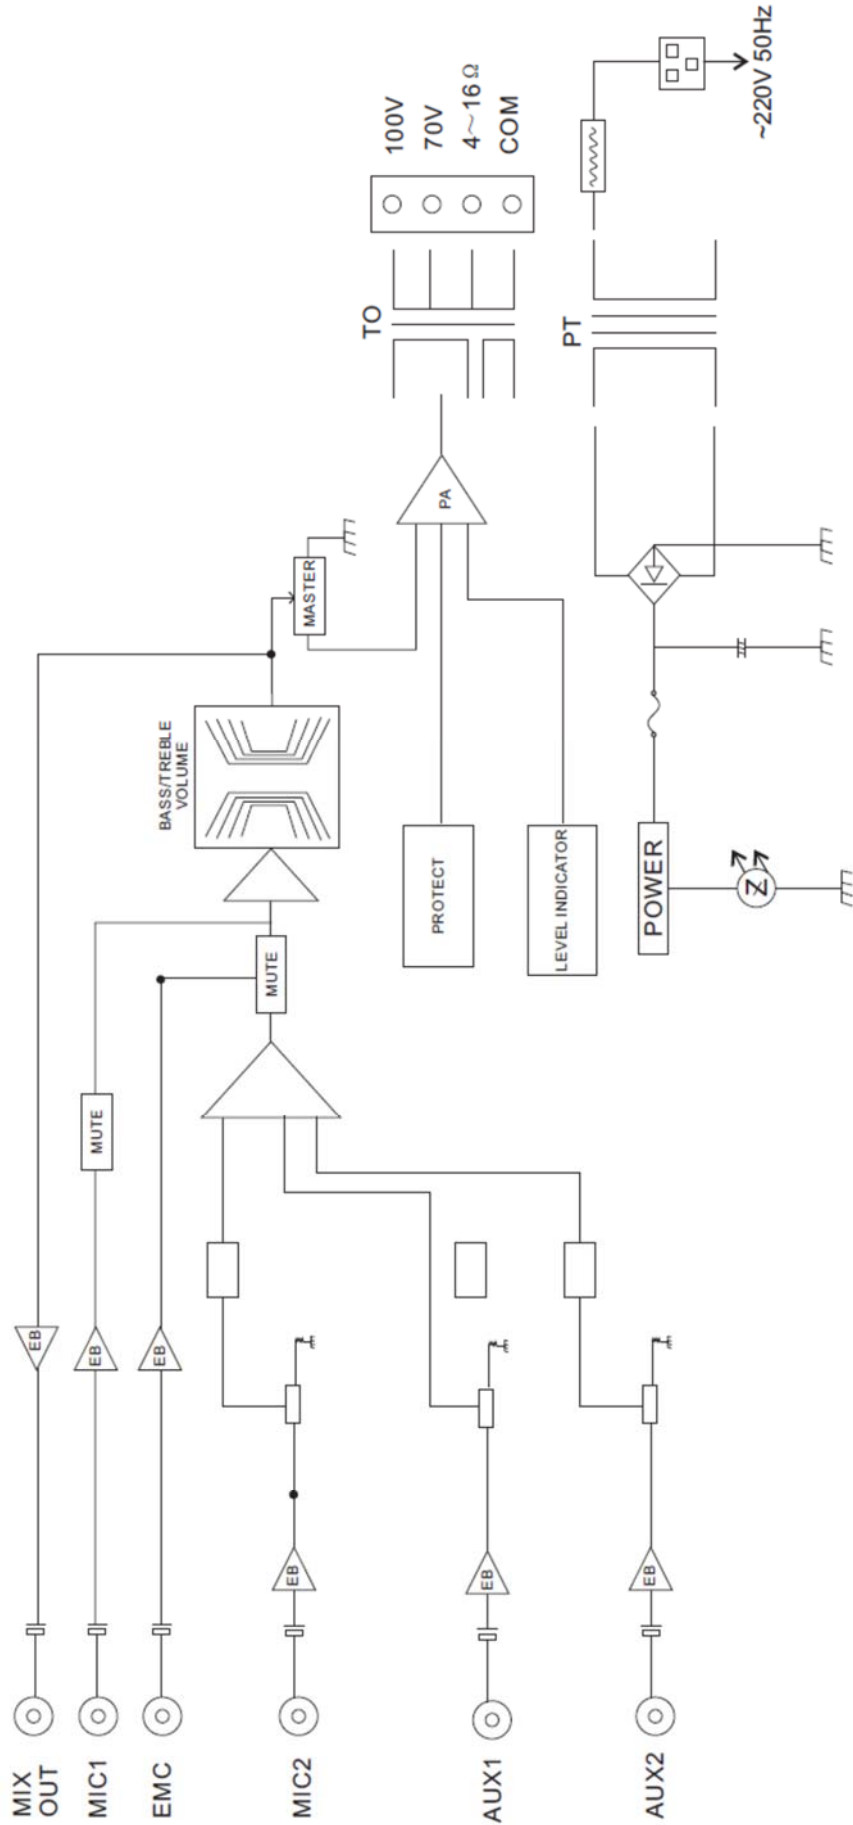 MIX
OUT
MIC1
EMC
MIC2
AUX1
AUX2
EB
EB
EB
EB
EB
EB
MUTE
MUTE
BASS/TREBLE
VOLUME
MASTER
PROTECT
LEVEL INDICATOR
POWER
Z
PA
TO
PT
100V
70V
4～16 Ω
COM
~220V 50Hz